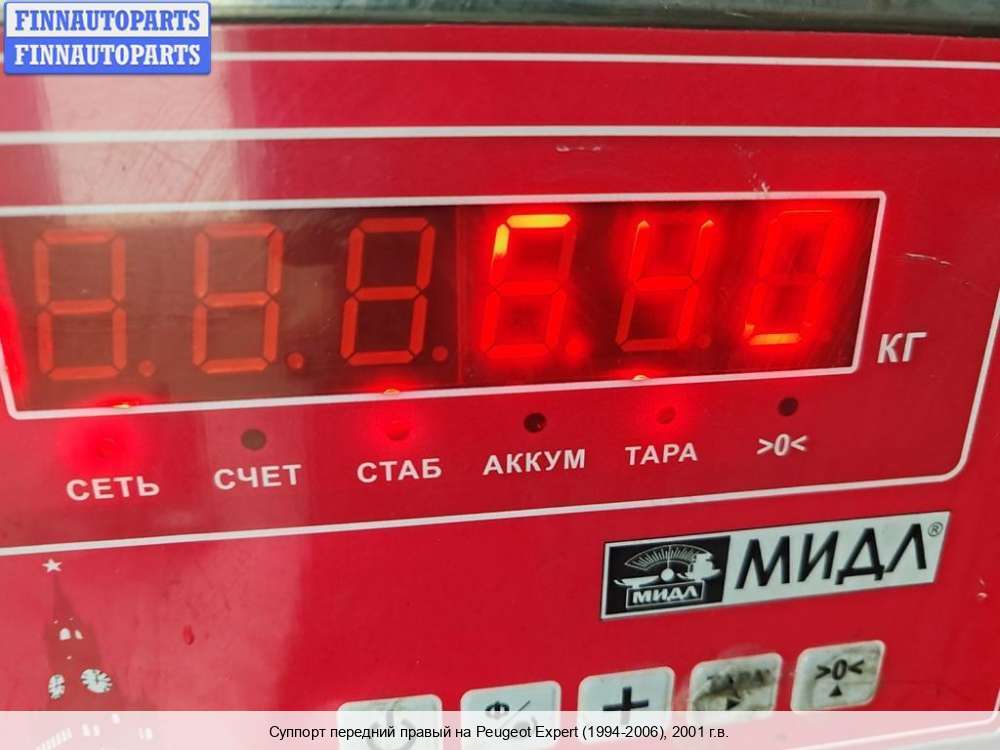 FINNAUTOPARTS
FINNAUTOPARTS
КГ
СЕТЬ СЧЕТ СТАБ АККУМ ТАРА >0<
МИДЛ МИДЛ®
>0<
Суппорт передний правый на Peugeot Expert (1994-2006), 2001 г.в.